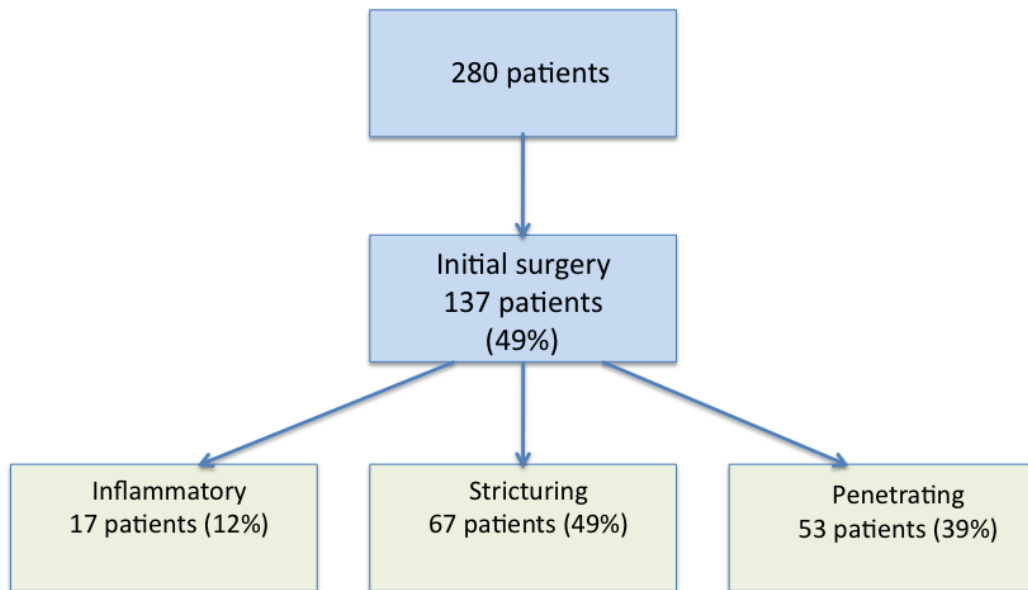 280 patients
Initial surgery
137 patients
(49%)
Inflammatory
17 patients (12%)
Stricturing
67 patients (49%)
Penetrating
53 patients (39%)